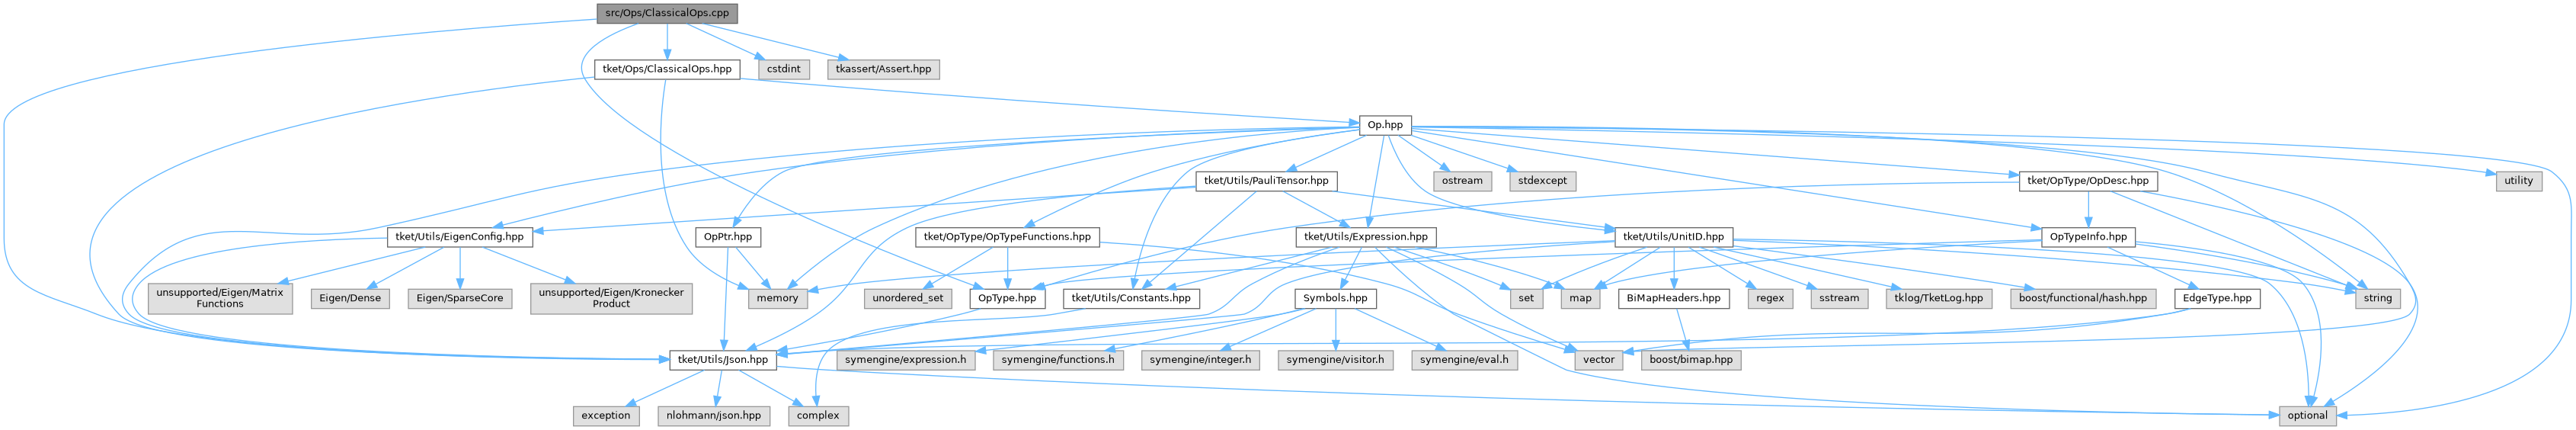 src/Ops/ClassicalOps.cpp
tket/Ops/ClassicalOps.hpp
cstdint
tkassert/Assert.hpp
Op.hpp
tket/Utils/PauliTensor.hpp
ostream
stdexcept
tket/OpType/OpDesc.hpp
utility
tket/Utils/EigenConfig.hpp
OpPtr.hpp
tket/OpType/OpTypeFunctions.hpp
tket/Utils/Expression.hpp
tket/Utils/UnitID.hpp
OpTypeInfo.hpp
unsupported/Eigen/Matrix
Functions
Eigen/Dense
Eigen/SparseCore
unsupported/Eigen/Kronecker
Product
memory
unordered_set
OpType.hpp
tket/Utils/Constants.hpp
Symbols.hpp
set
map
BiMapHeaders.hpp
regex
sstream
tklog/TketLog.hpp
boost/functional/hash.hpp
EdgeType.hpp
string
tket/Utils/Json.hpp
symengine/expression.h
symengine/functions.h
symengine/integer.h
symengine/visitor.h
symengine/eval.h
vector
boost/bimap.hpp
exception
nlohmann/json.hpp
complex
optional